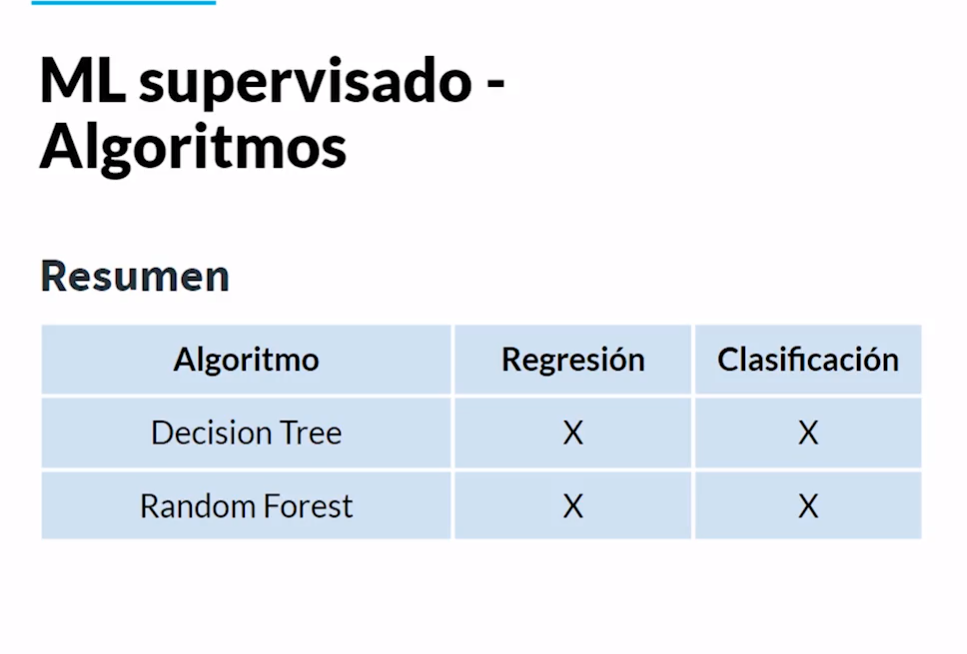 ML supervisado -
Algoritmos
Resumen
Algoritmo Regresión Clasificación
Decision Tree X X
Random Forest X X